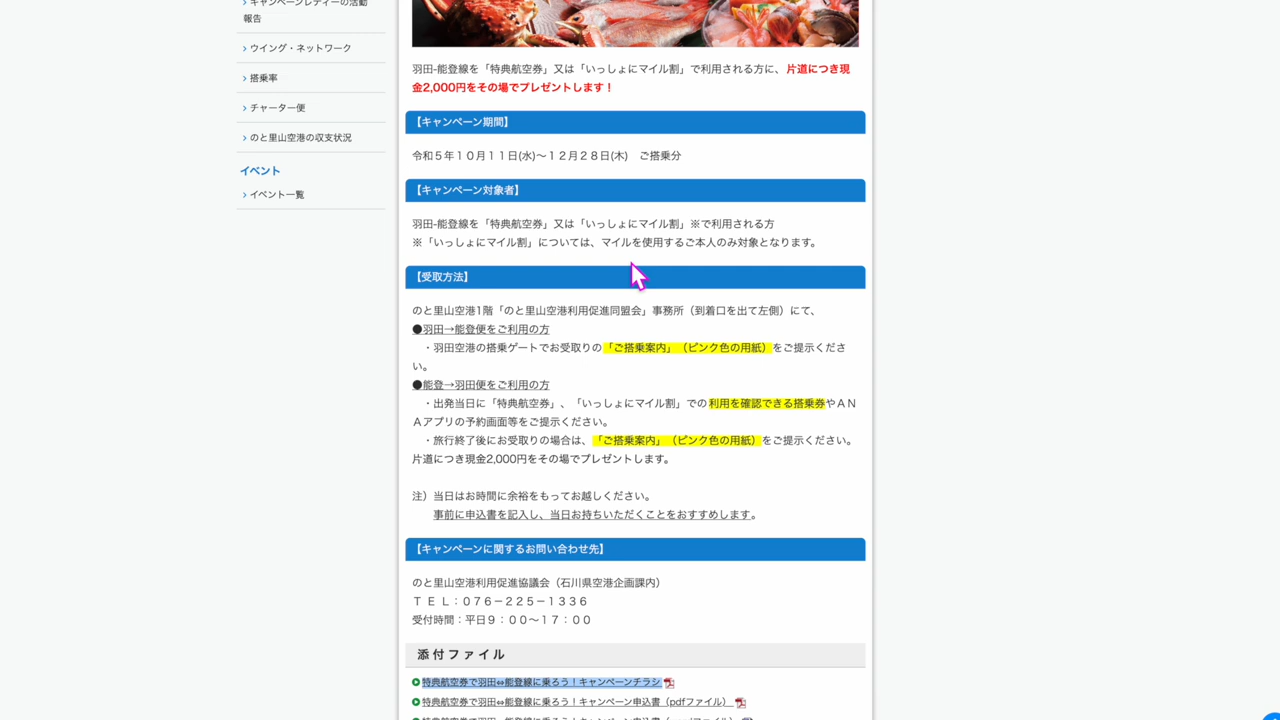 キャンペーンレディーの活動
報告
ウイング・ネットワーク
搭乗率
チャーター便
のと里山空港の収支状況
イベント
イベント一覧
羽田-能登線を「特典航空券」又は「いっしょにマイル割」で利用される方に、片道につき現
金2,000円をその場でプレゼントします！
【キャンペーン期間】
令和５年１０月１１日(水)～１２月２８日(木)　ご搭乗分
【キャンペーン対象者】
羽田-能登線を「特典航空券」又は「いっしょにマイル割」※で利用される方
※「いっしょにマイル割」については、マイルを使用するご本人のみ対象となります。
【受取方法】
のと里山空港1階「のと里山空港利用促進同盟会」事務所（到着口を出て左側）にて、
●羽田→能登便をご利用の方
・羽田空港の搭乗ゲートでお受取りの「ご搭乗案内」（ピンク色の用紙）をご提示くださ
い。
●能登→羽田便をご利用の方
・出発当日に「特典航空券」、「いっしょにマイル割」での利用を確認できる搭乗券やＡＮ
Ａアプリの予約画面等をご提示ください。
・旅行終了後にお受取りの場合は、「ご搭乗案内」（ピンク色の用紙）をご提示ください。
片道につき現金2,000円をその場でプレゼントします。
注）当日はお時間に余裕をもってお越しください。
事前に申込書を記入し、当日お持ちいただくことをおすすめします。
【キャンペーンに関するお問い合わせ先】
のと里山空港利用促進協議会（石川県空港企画課内）
ＴＥＬ：０７６－２２５－１３３６
受付時間：平日９：００～１７：００
添付ファイル
特典航空券で羽田⇔能登線に乗ろう！キャンペーンチラシ
特典航空券で羽田⇔能登線に乗ろう！キャンペーン申込書（pdfファイル）